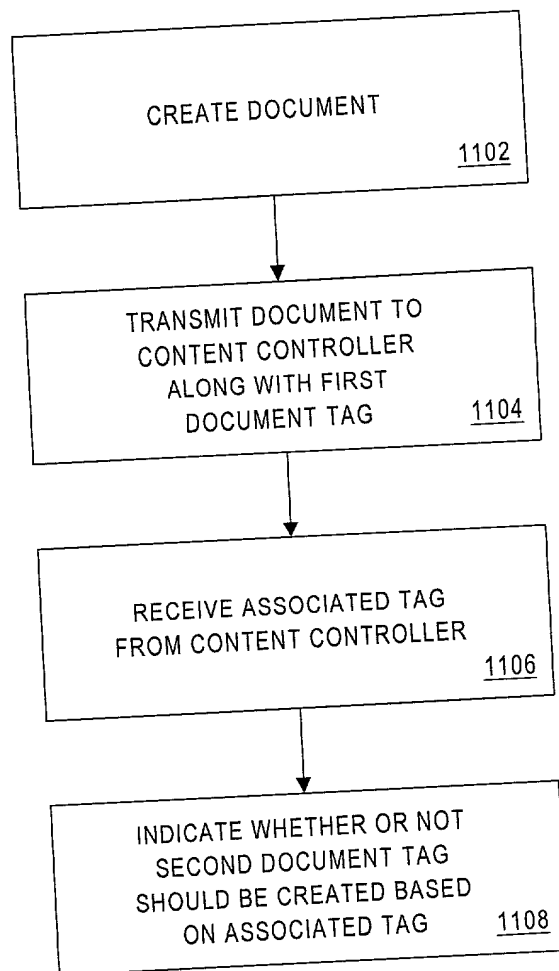 CREATE DOCUMENT
1102
TRANSMIT DOCUMENT TO
CONTENT CONTROLLER
ALONG WITH FIRST
DOCUMENT TAG
1104
RECEIVE ASSOCIATED TAG
FROM CONTENT CONTROLLER
1106
INDICATE WHETHER OR NOT
SECOND DOCUMENT TAG
SHOULD BE CREATED BASED
ON ASSOCIATED TAG
1108